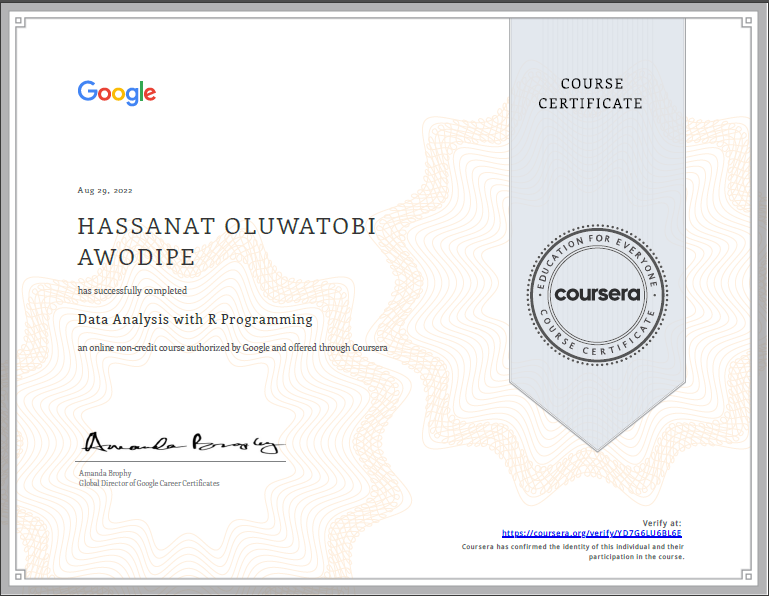 Google
COURSE
CERTIFICATE
Aug 29, 2022
HASSANAT OLUWATOBI
AWODIPE
has successfully completed
Data Analysis with R Programming
an online non-credit course authorized by Google and offered through Coursera
EDUCATION FOR EVERYONE
coursera
COURSE CERTIFICATE
Amanda Brophy
Amanda Brophy
Global Director of Google Career Certificates
Verify at:
https://coursera.org/verify/YD7G6LU6BL6E
Coursera has confirmed the identity of this individual and their
participation in the course.